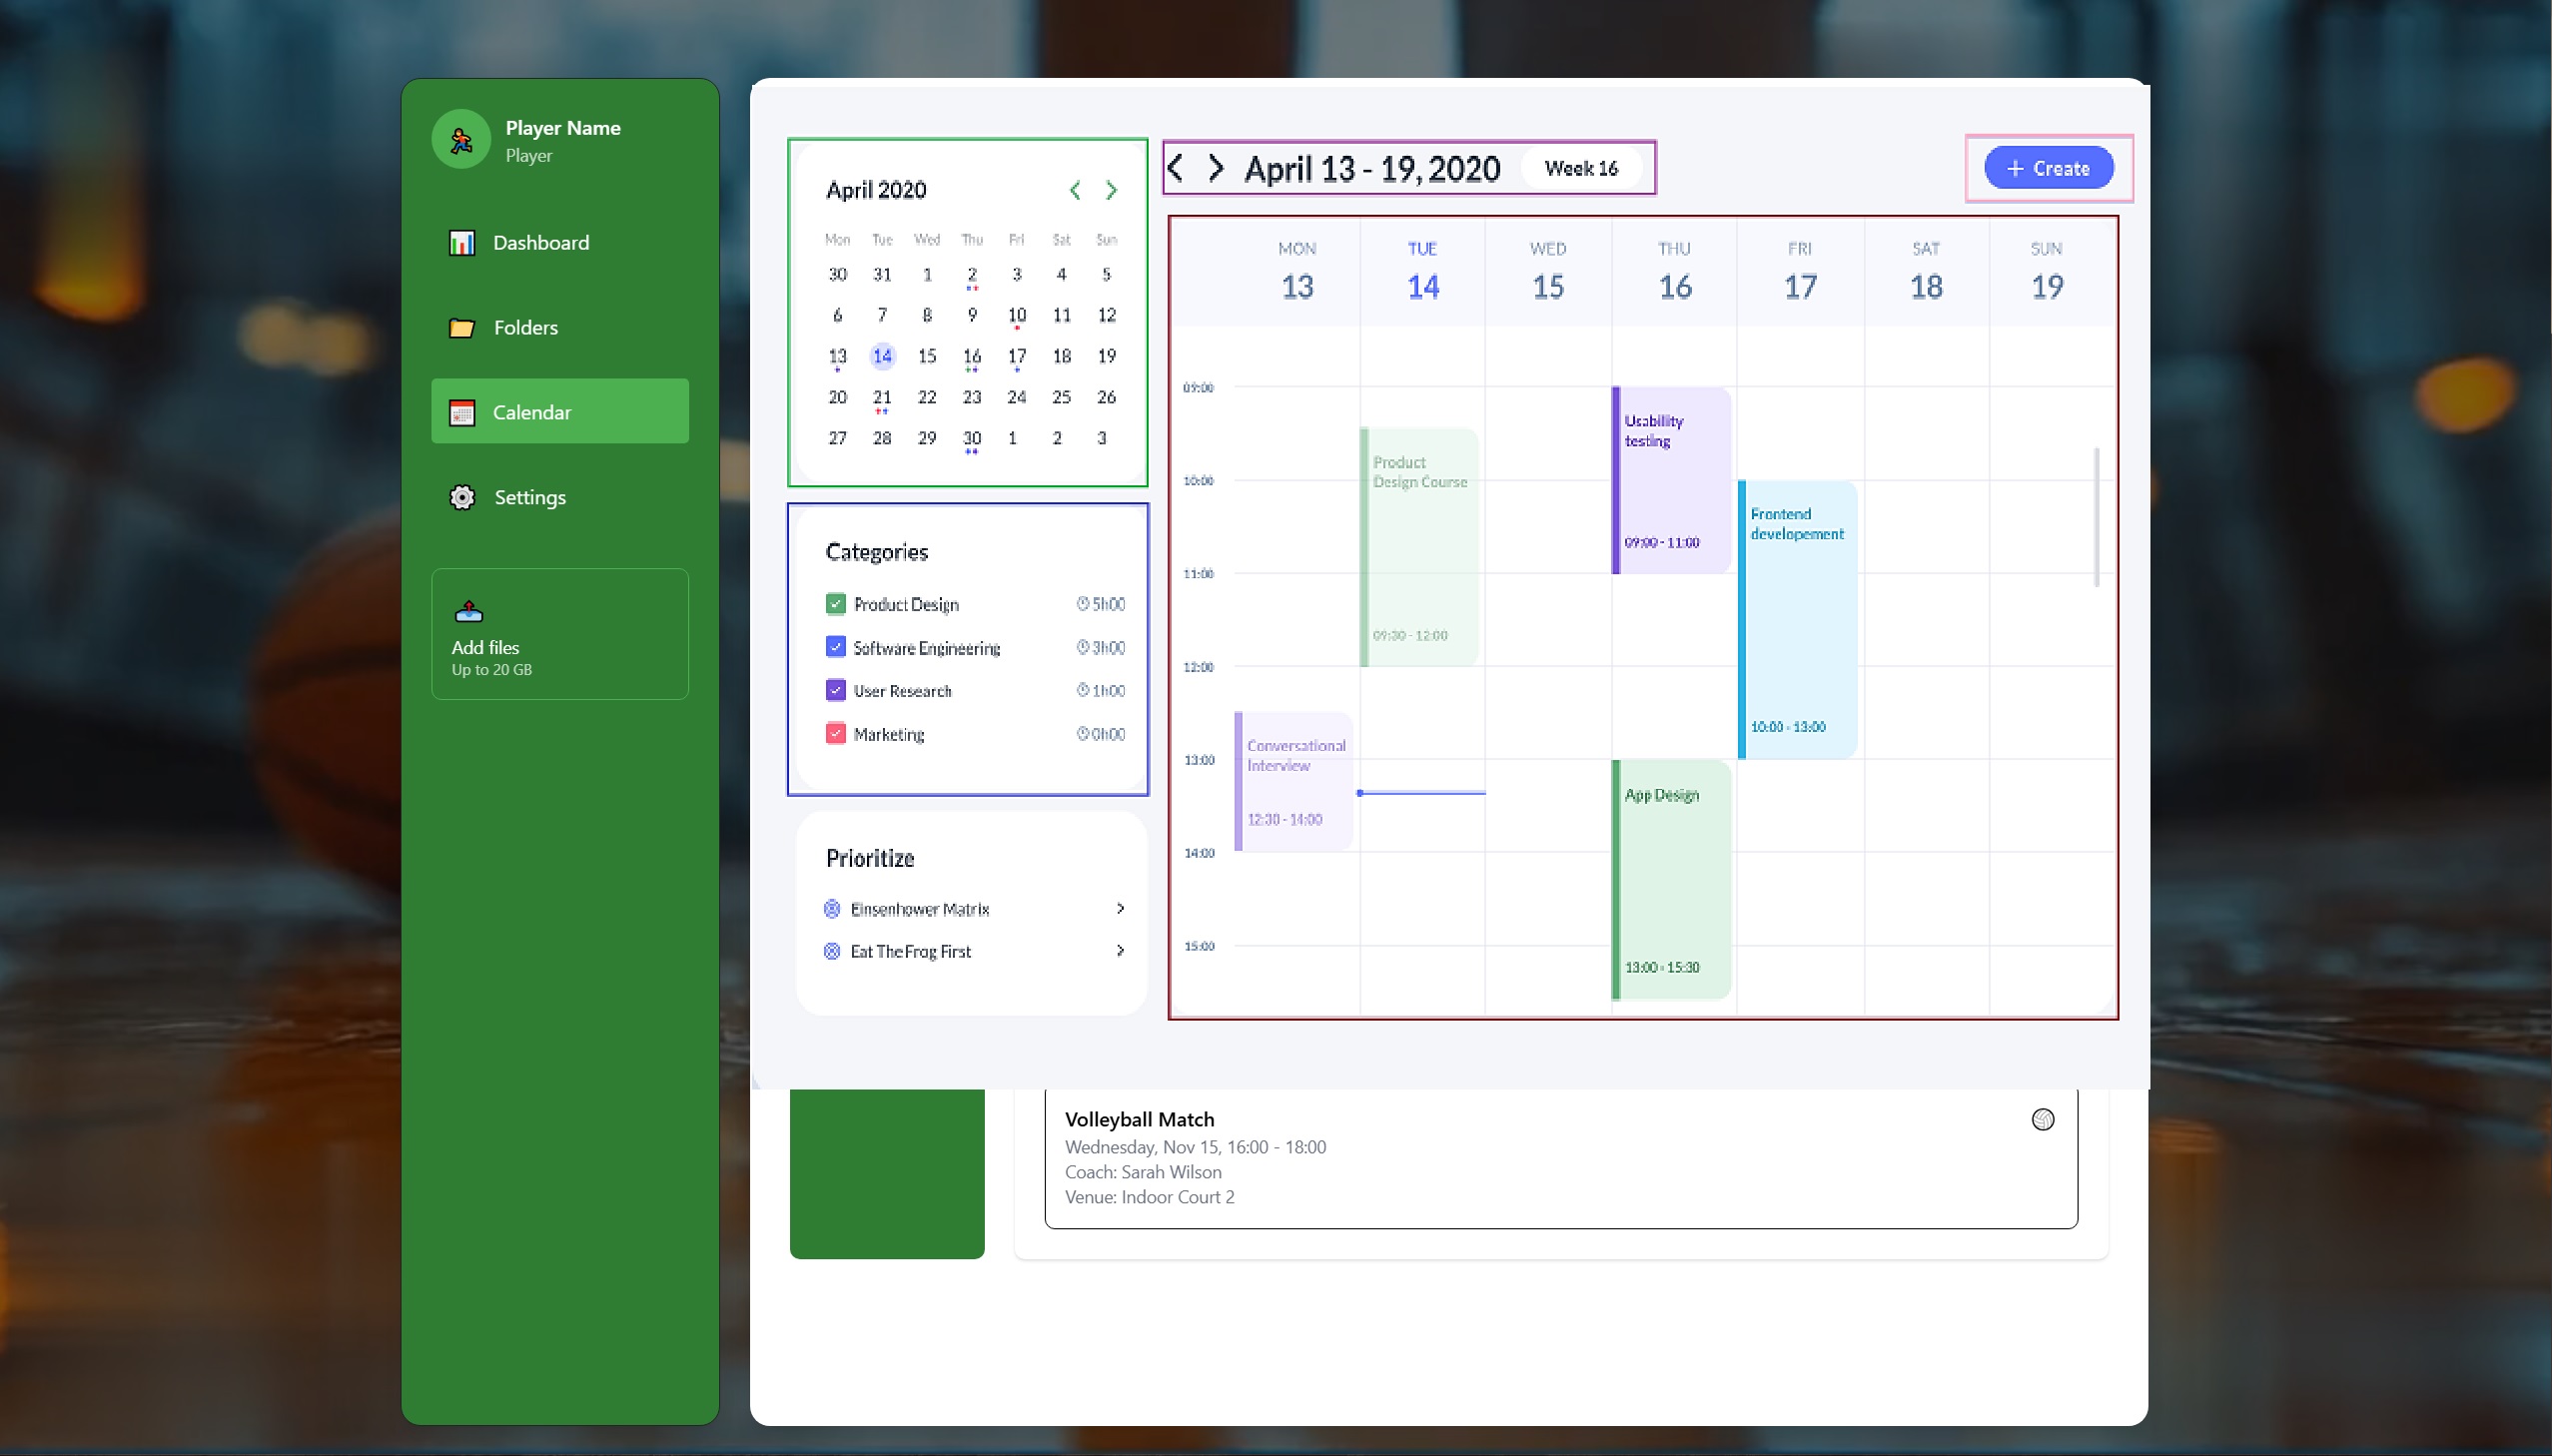 Player Name
Player
Dashboard
Folders
Calendar
Settings
Add files
Up to 20 GB
April 2020
Mon Tue Wed Thu Fri Sat Sun
30 31 1 2 3 4 5
6 7 8 9 10 11 12
13 14 15 16 17 18 19
20 21 22 23 24 25 26
27 28 29 30 1 2 3
Categories
Product Design 5h00
Software Engineering 3h00
User Research 1h00
Marketing 0h00
Prioritize
Einsenhower Matrix
Eat The Frog First
April 13 - 19, 2020 Week 16
+ Create
MON TUE WED THU FRI SAT SUN
13 14 15 16 17 18 19
09:00
10:00
11:00
12:00
13:00
14:00
15:00
Conversational
Interview
12:30 - 14:00
Product
Design Course
09:30 - 12:00
Usability
testing
09:00 - 11:00
App Design
13:00 - 15:30
Frontend
developement
10:00 - 13:00
Volleyball Match
Wednesday, Nov 15, 16:00 - 18:00
Coach: Sarah Wilson
Venue: Indoor Court 2